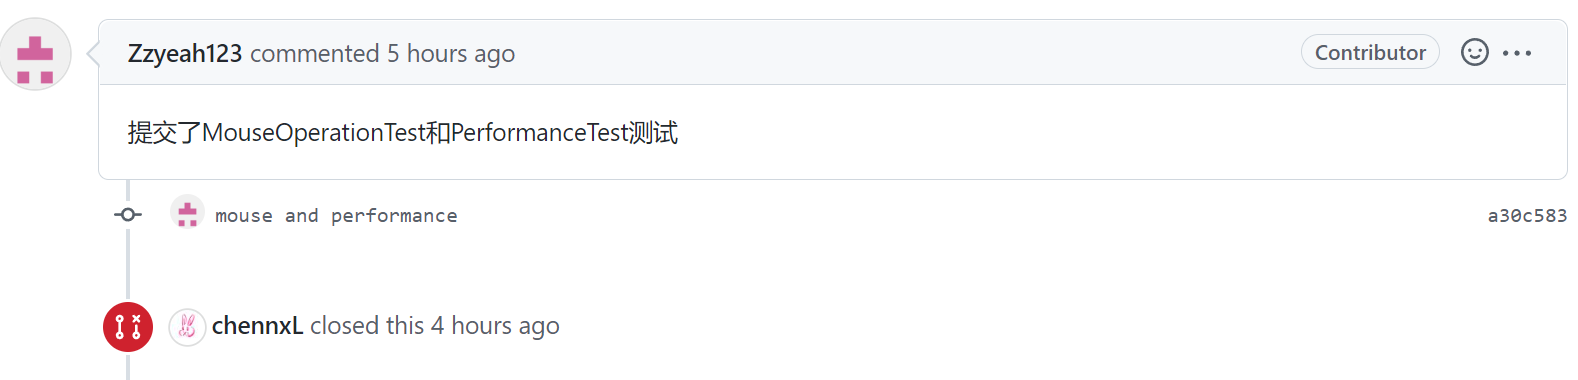 Zzyeah123 commented 5 hours ago Contributor
提交了MouseOperationTest和PerformanceTest测试
mouse and performance a30c583
chennxL closed this 4 hours ago